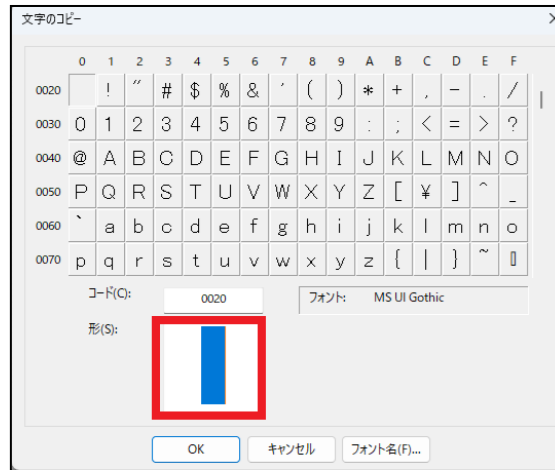 文字のコピー
0 1 2 3 4 5 6 7 8 9 A B C D E F
0020 ! " # $ % & ' ( ) * + , - . /
0030 0 1 2 3 4 5 6 7 8 9 : ; < = > ?
0040 @ A B C D E F G H I J K L M N O
0050 P Q R S T U V W X Y Z [ ¥ ] ^ _
0060 ` a b c d e f g h i j k l m n o
0070 p q r s t u v w x y z { | } ~ ▯
コード(C): 0020 フォント: MS UI Gothic
形(S):
OK キャンセル フォント名(F)...